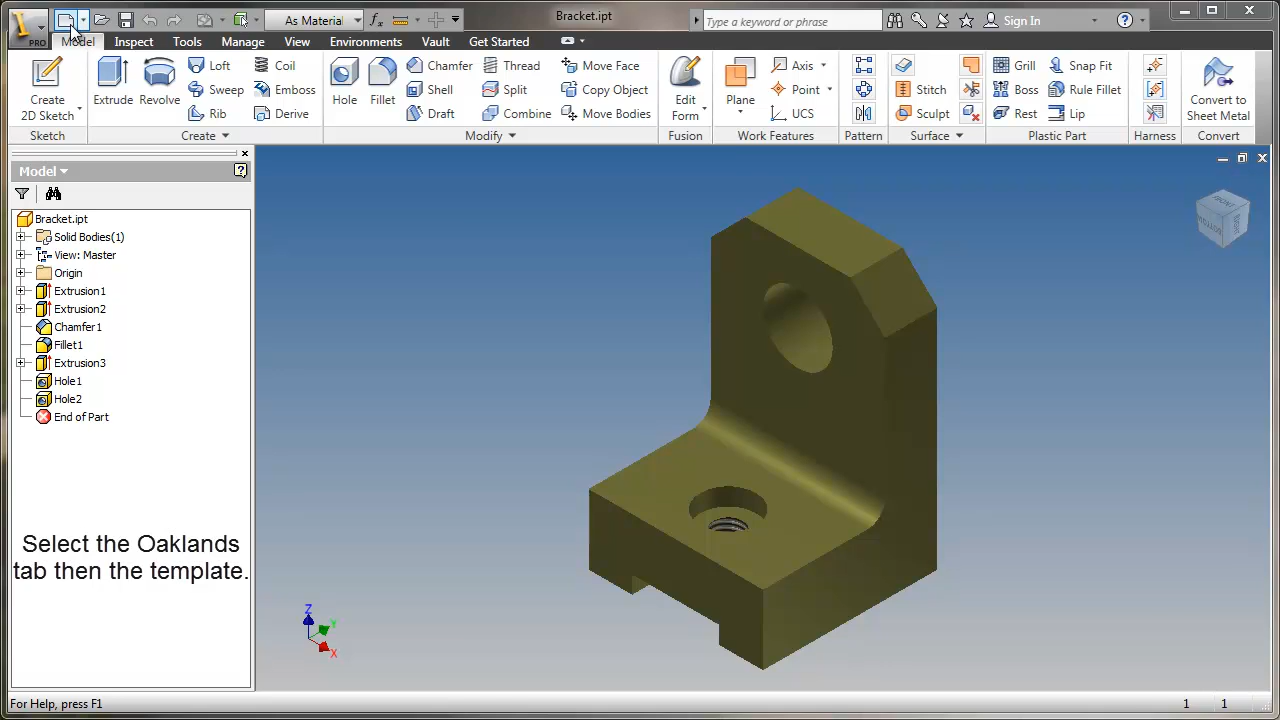 Bracket.ipt
PRO
As Material
Type a keyword or phrase
Sign In
Model
Inspect
Tools
Manage
View
Environments
Vault
Get Started
Create
2D Sketch
Extrude
Revolve
Loft
Sweep
Rib
Coil
Emboss
Derive
Hole
Fillet
Chamfer
Shell
Draft
Thread
Split
Combine
Move Face
Copy Object
Move Bodies
Edit
Form
Plane
Axis
Point
UCS
Stitch
Sculpt
Grill
Boss
Rest
Snap Fit
Rule Fillet
Lip
Convert to
Sheet Metal
Sketch
Create
Modify
Fusion
Work Features
Pattern
Surface
Plastic Part
Harness
Convert
Model
Bracket.ipt
Solid Bodies(1)
View: Master
Origin
Extrusion1
Extrusion2
Chamfer1
Fillet1
Extrusion3
Hole1
Hole2
End of Part
Select the Oaklands
tab then the template.
FRONT
BOTTOM
Z
Y
X
For Help, press F1
1
1